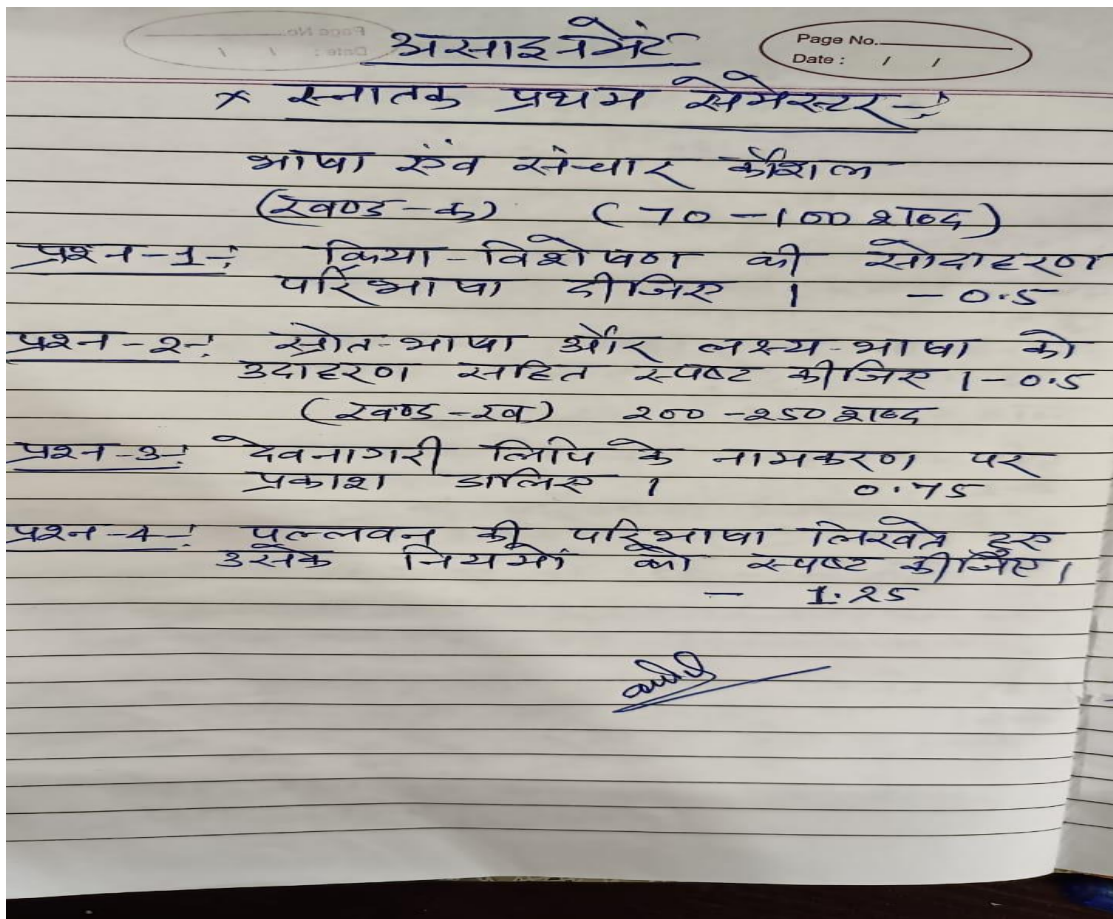 असाइनमेंट
Page No.
Date : / /
× स्नातक प्रथम सेमेस्टर -:
भाषा एंव संचार कौशल
(खण्ड - क) (70 - 100 शब्द)
प्रश्न -1-: क्रिया - विशेषण की सोदाहरण
परिभाषा दीजिए । - 0.5
प्रश्न -2-: स्रोत-भाषा और लक्ष्य-भाषा को
उदाहरण सहित स्पष्ट कीजिए । - 0.5
(खण्ड - ख) 200 - 250 शब्द
प्रश्न -3-: देवनागरी लिपि के नामकरण पर
प्रकाश डालिए । 0.75
प्रश्न -4-: पल्लवन की परिभाषा लिखते हुए
उसके नियमों को स्पष्ट कीजिए ।
- 1.25